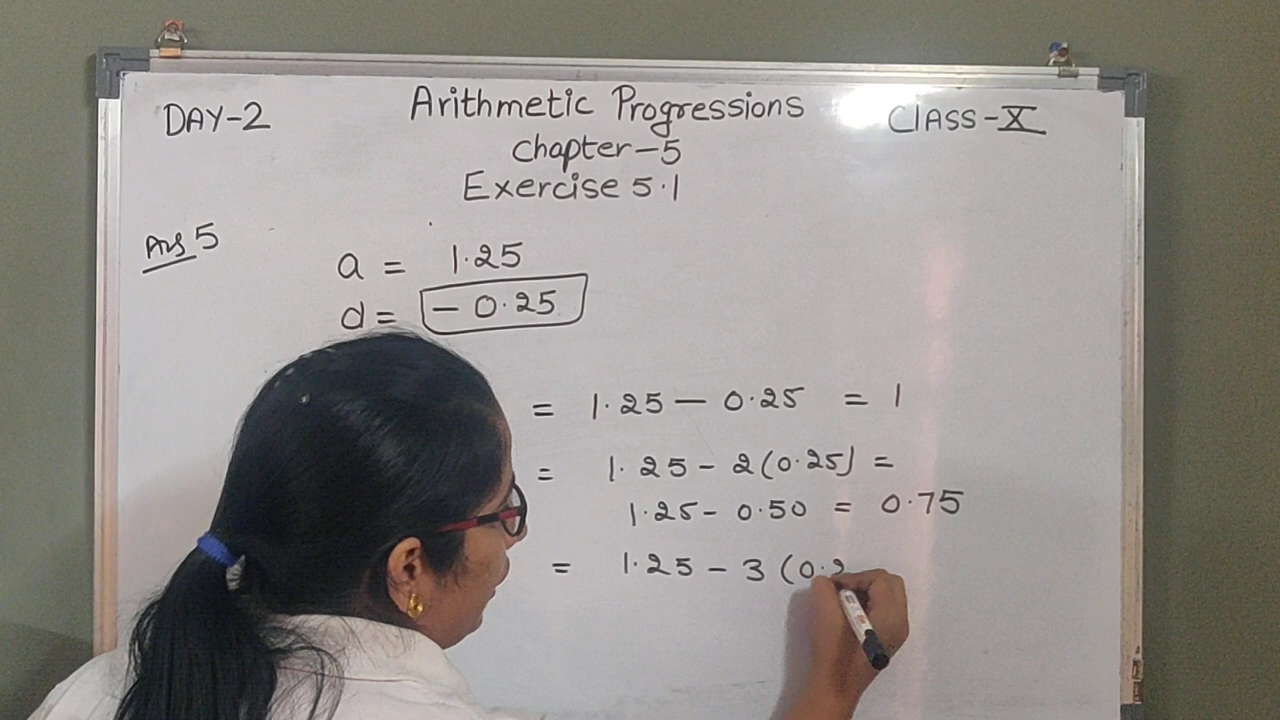 DAY-2
Arithmetic Progressions
Class-X
Chapter-5
Exercise 5.1
Ans 5
a = 1.25
d = - 0.25
= 1.25 - 0.25 = 1
= 1.25 - 2(0.25) =
1.25 - 0.50 = 0.75
= 1.25 - 3 (0.2